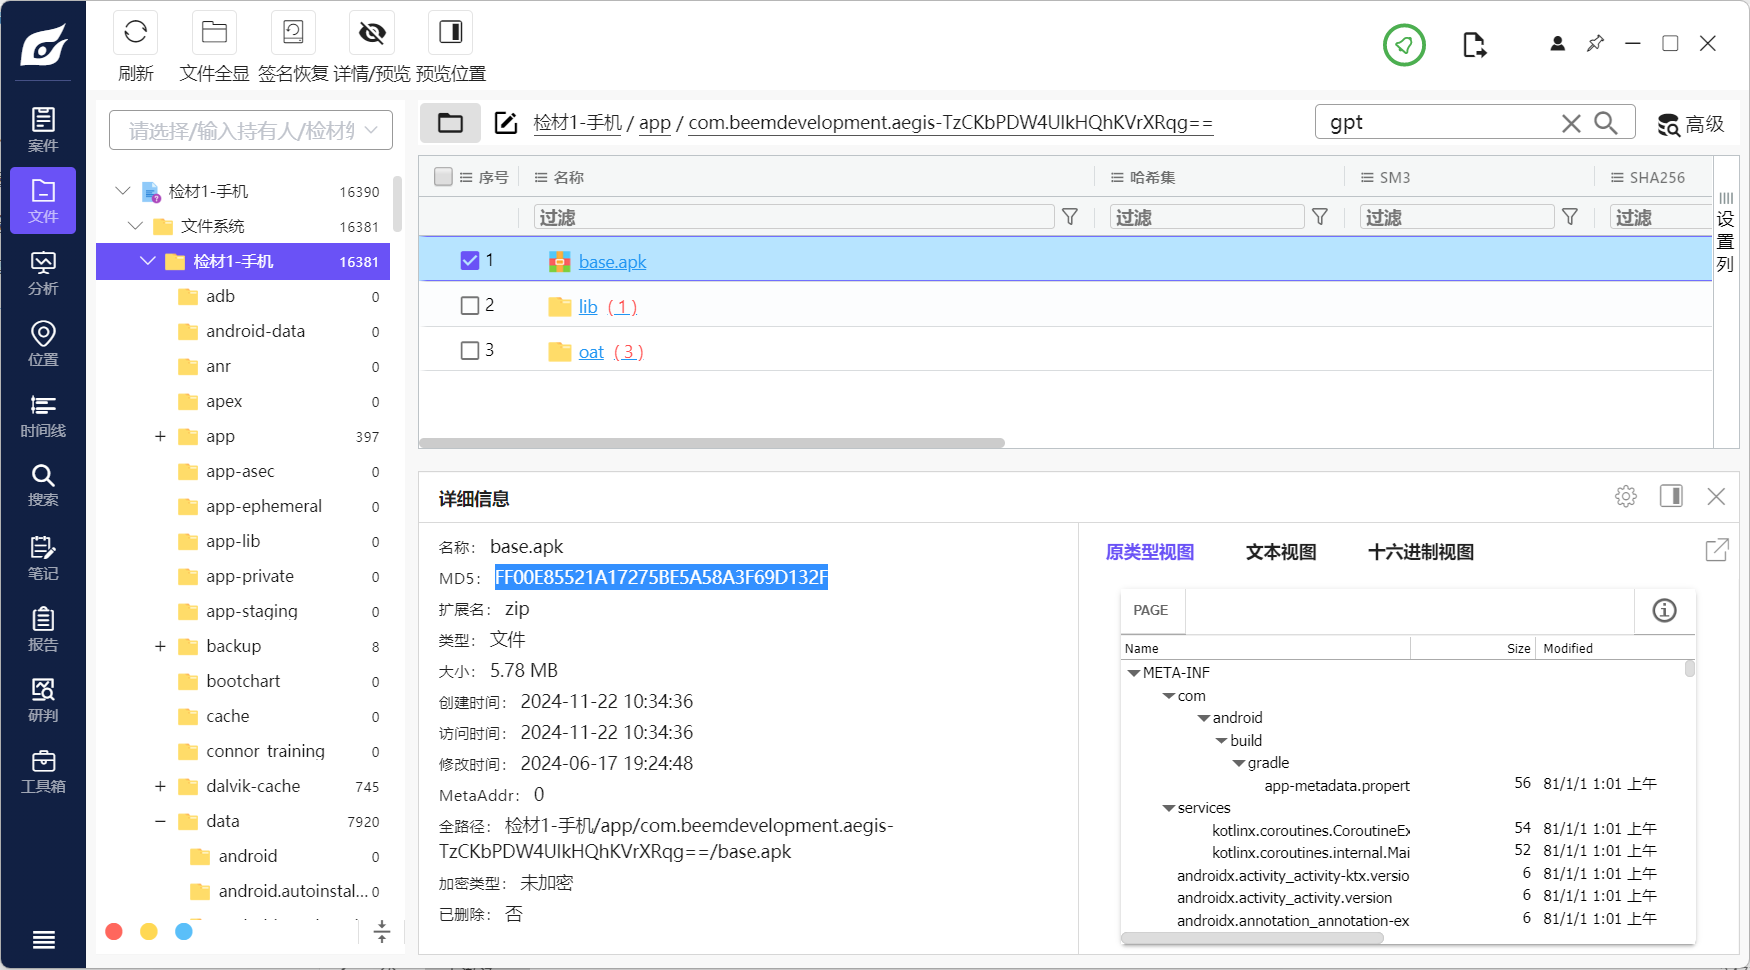 刷新
文件全显
签名恢复
详情/预览
预览位置
案件
文件
分析
位置
时间线
搜索
笔记
报告
研判
工具箱
检材1-手机 16390
文件系统 16381
检材1-手机 16381
adb 0
android-data 0
anr 0
apex 0
+ app 397
app-asec 0
app-ephemeral 0
app-lib 0
app-private 0
app-staging 0
+ backup 8
bootchart 0
cache 0
connor_training 0
+ dalvik-cache 745
− data 7920
android 0
android.autoinstal... 0
请选择/输入持有人/检材
检材1-手机 / app / com.beemdevelopment.aegis-TzCKbPDW4UlkHQhKVrXRqg==
gpt
高级
序号 名称 哈希集 SM3 SHA256
过滤 过滤 过滤 过滤
1 base.apk
2 lib ( 1 )
3 oat ( 3 )
设置列
详细信息
名称: base.apk
MD5: FF00E85521A17275BE5A58A3F69D132F
扩展名: zip
类型: 文件
大小: 5.78 MB
创建时间: 2024-11-22 10:34:36
访问时间: 2024-11-22 10:34:36
修改时间: 2024-06-17 19:24:48
MetaAddr: 0
全路径: 检材1-手机/app/com.beemdevelopment.aegis-
TzCKbPDW4UlkHQhKVrXRqg==/base.apk
加密类型: 未加密
已删除: 否
原类型视图 文本视图 十六进制视图
PAGE
Name Size Modified
META-INF
com
android
build
gradle
app-metadata.propert 56 81/1/1 1:01 上午
services
kotlinx.coroutines.CoroutineEx 54 81/1/1 1:01 上午
kotlinx.coroutines.internal.Mai 52 81/1/1 1:01 上午
androidx.activity_activity-ktx.versio 6 81/1/1 1:01 上午
androidx.activity_activity.version 6 81/1/1 1:01 上午
androidx.annotation_annotation-ex 6 81/1/1 1:01 上午